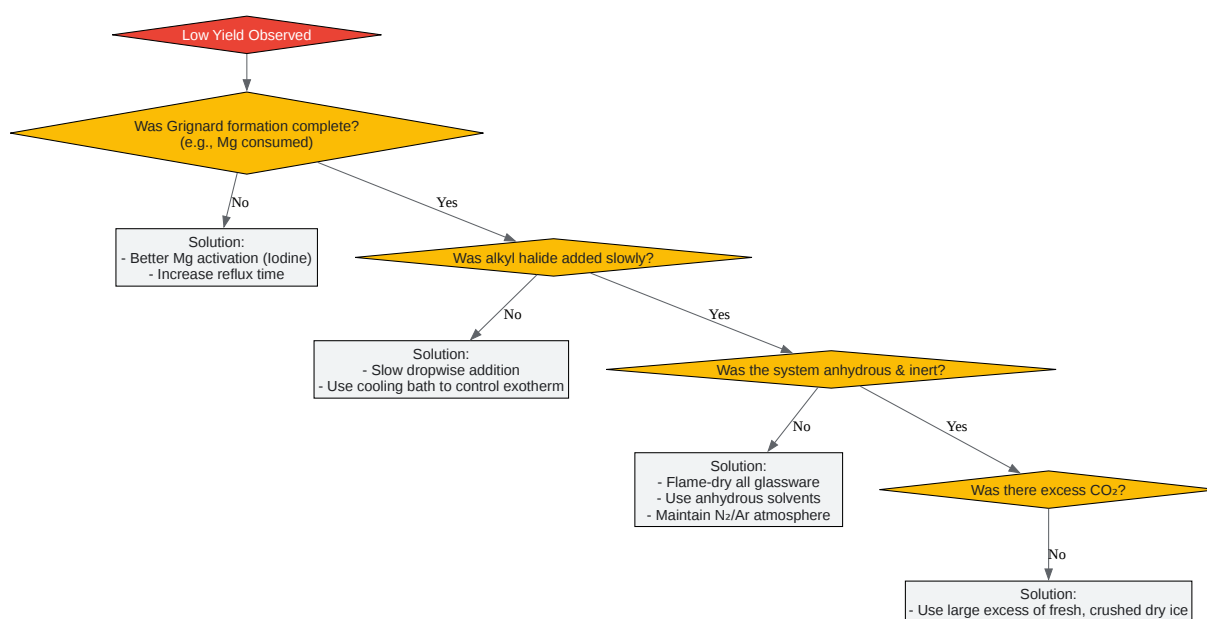 Low Yield Observed
Was Grignard formation complete?
(e.g., Mg consumed)
No
Yes
Solution:
- Better Mg activation (Iodine)
- Increase reflux time
Was alkyl halide added slowly?
No
Yes
Solution:
- Slow dropwise addition
- Use cooling bath to control exotherm
Was the system anhydrous & inert?
No
Yes
Solution:
- Flame-dry all glassware
- Use anhydrous solvents
- Maintain N₂/Ar atmosphere
Was there excess CO₂?
No
Solution:
- Use large excess of fresh, crushed dry ice